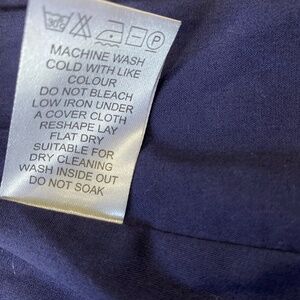 P
MACHINE WASH
COLD WITH LIKE
COLOUR
DO NOT BLEACH
LOW IRON UNDER
A COVER CLOTH
RESHAPE LAY
FLAT DRY
SUITABLE FOR
DRY CLEANING
WASH INSIDE OUT
DO NOT SOAK